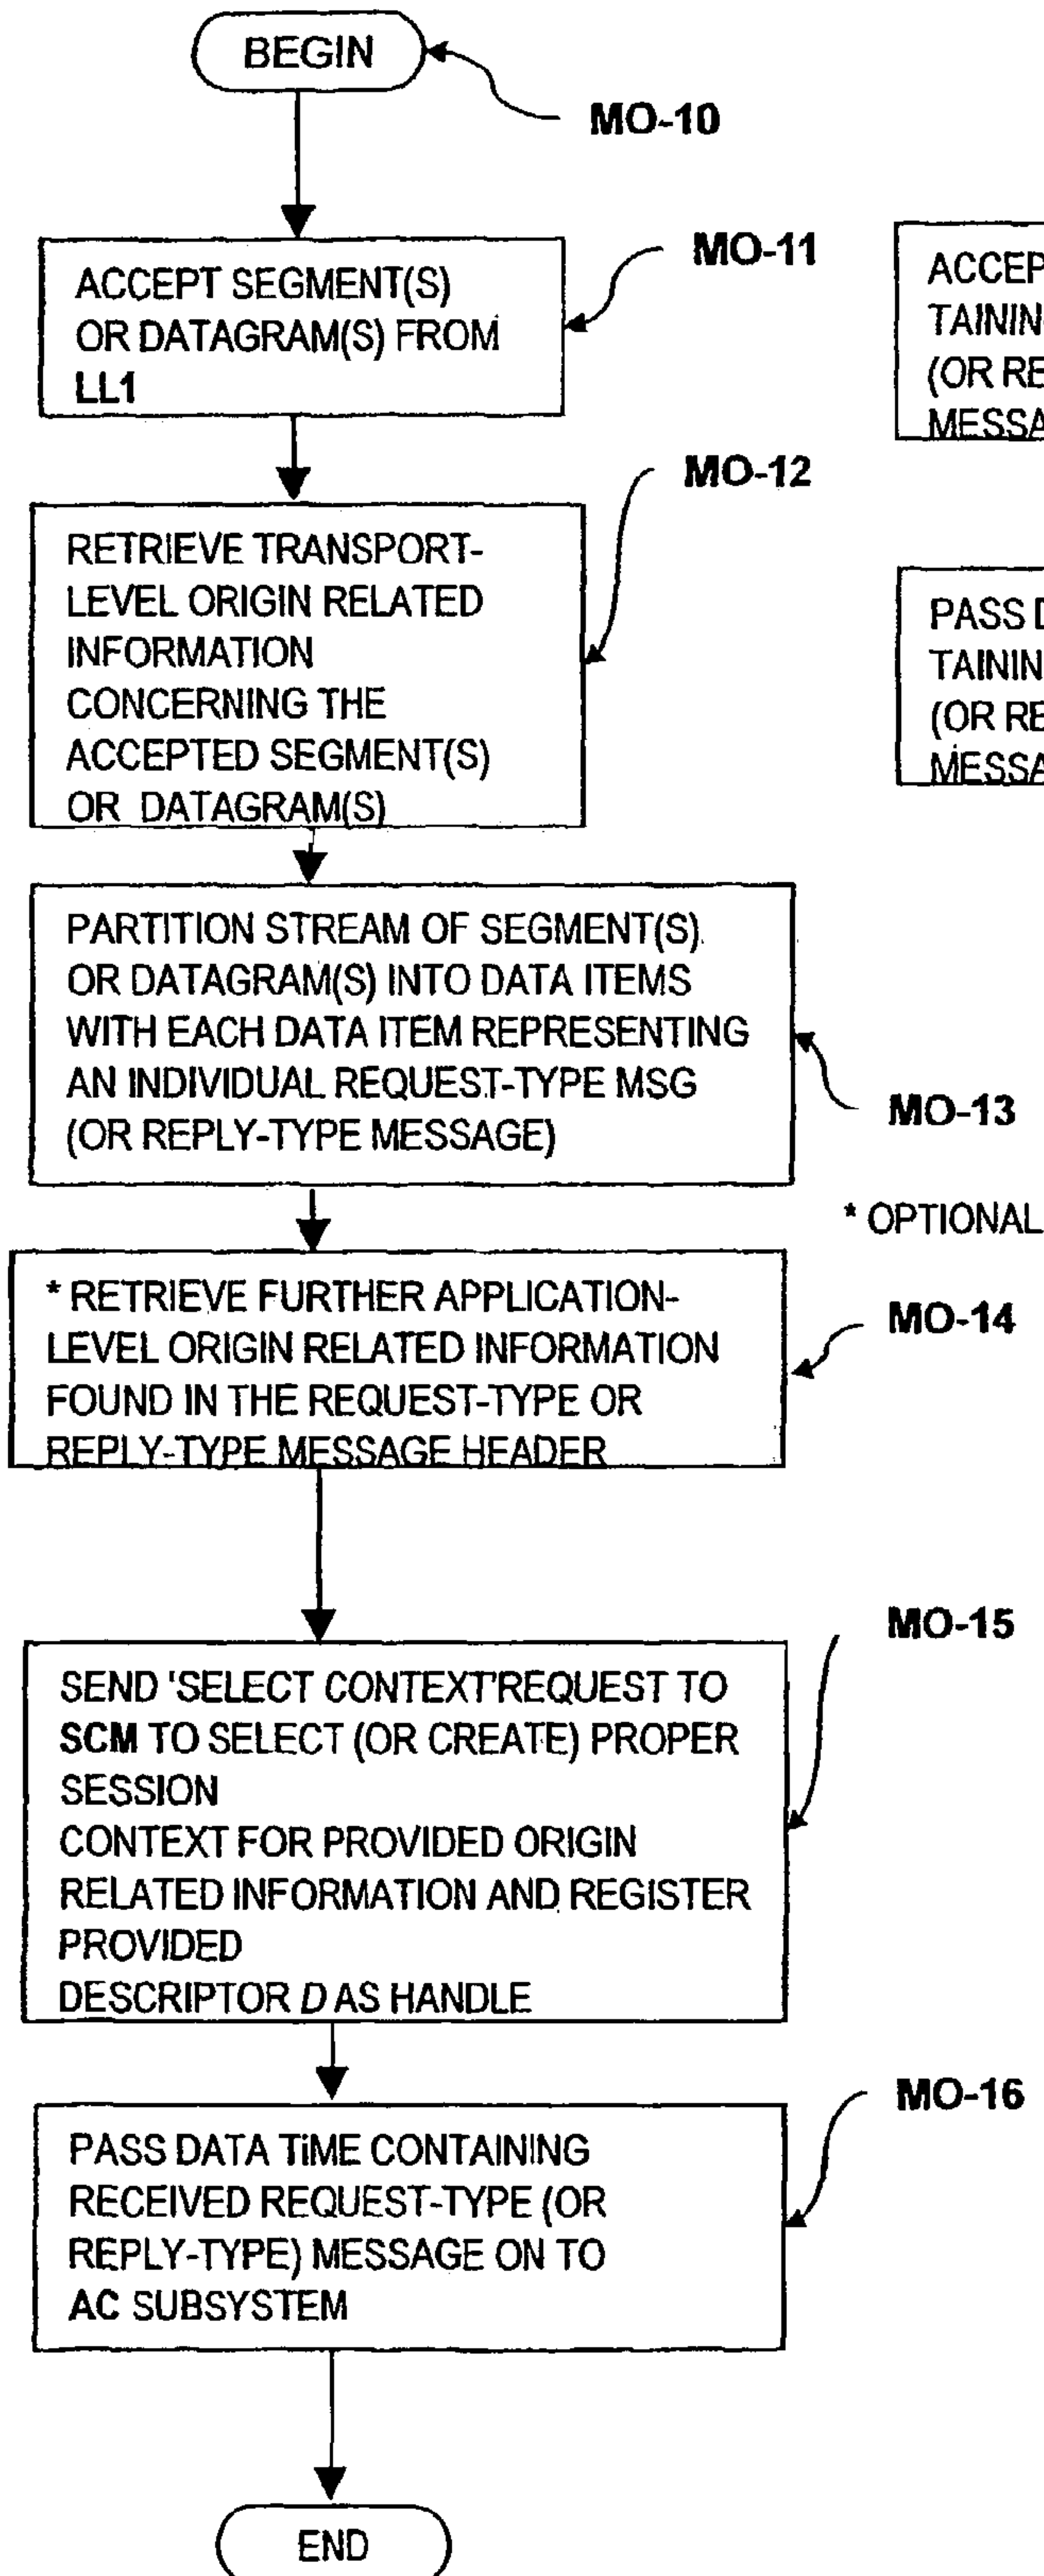 BEGIN
MO-10
ACCEPT SEGMENT(S)
OR DATAGRAM(S) FROM
LL1
MO-11
RETRIEVE TRANSPORT-
LEVEL ORIGIN RELATED
INFORMATION
CONCERNING THE
ACCEPTED SEGMENT(S)
OR DATAGRAM(S)
MO-12
PARTITION STREAM OF SEGMENT(S)
OR DATAGRAM(S) INTO DATA ITEMS
WITH EACH DATA ITEM REPRESENTING
AN INDIVIDUAL REQUEST-TYPE MSG
(OR REPLY-TYPE MESSAGE)
MO-13
* OPTIONAL
* RETRIEVE FURTHER APPLICATION-
LEVEL ORIGIN RELATED INFORMATION
FOUND IN THE REQUEST-TYPE OR
REPLY-TYPE MESSAGE HEADER
MO-14
SEND 'SELECT CONTEXT'REQUEST TO
SCM TO SELECT (OR CREATE) PROPER
SESSION
CONTEXT FOR PROVIDED ORIGIN
RELATED INFORMATION AND REGISTER
PROVIDED
DESCRIPTOR D AS HANDLE
MO-15
PASS DATA TiME CONTAINING
RECEIVED REQUEST-TYPE (OR
REPLY-TYPE) MESSAGE ON TO
AC SUBSYSTEM
MO-16
END
ACCEP
TAINING
(OR RE
MESSA
PASS D
TAININ
(OR RE
MESSA